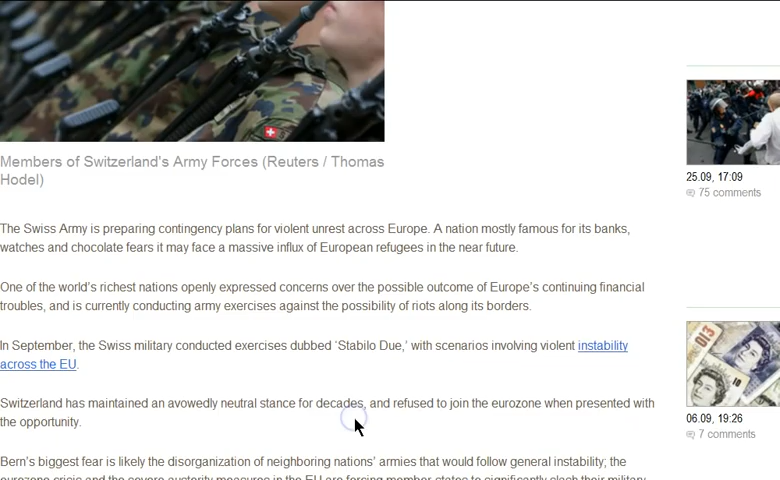 Members of Switzerland's Army Forces (Reuters / Thomas
Hodel)
The Swiss Army is preparing contingency plans for violent unrest across Europe. A nation mostly famous for its banks,
watches and chocolate fears it may face a massive influx of European refugees in the near future.
One of the world's richest nations openly expressed concerns over the possible outcome of Europe's continuing financial
troubles, and is currently conducting army exercises against the possibility of riots along its borders.
In September, the Swiss military conducted exercises dubbed 'Stabilo Due,' with scenarios involving violent instability
across the EU.
Switzerland has maintained an avowedly neutral stance for decades, and refused to join the eurozone when presented with
the opportunity.
Bern's biggest fear is likely the disorganization of neighboring nations' armies that would follow general instability; the
eurozone crisis and the severe austerity measures in the EU are forcing member-states to significantly slash their military
25.09, 17:09
75 comments
06.09, 19:26
7 comments